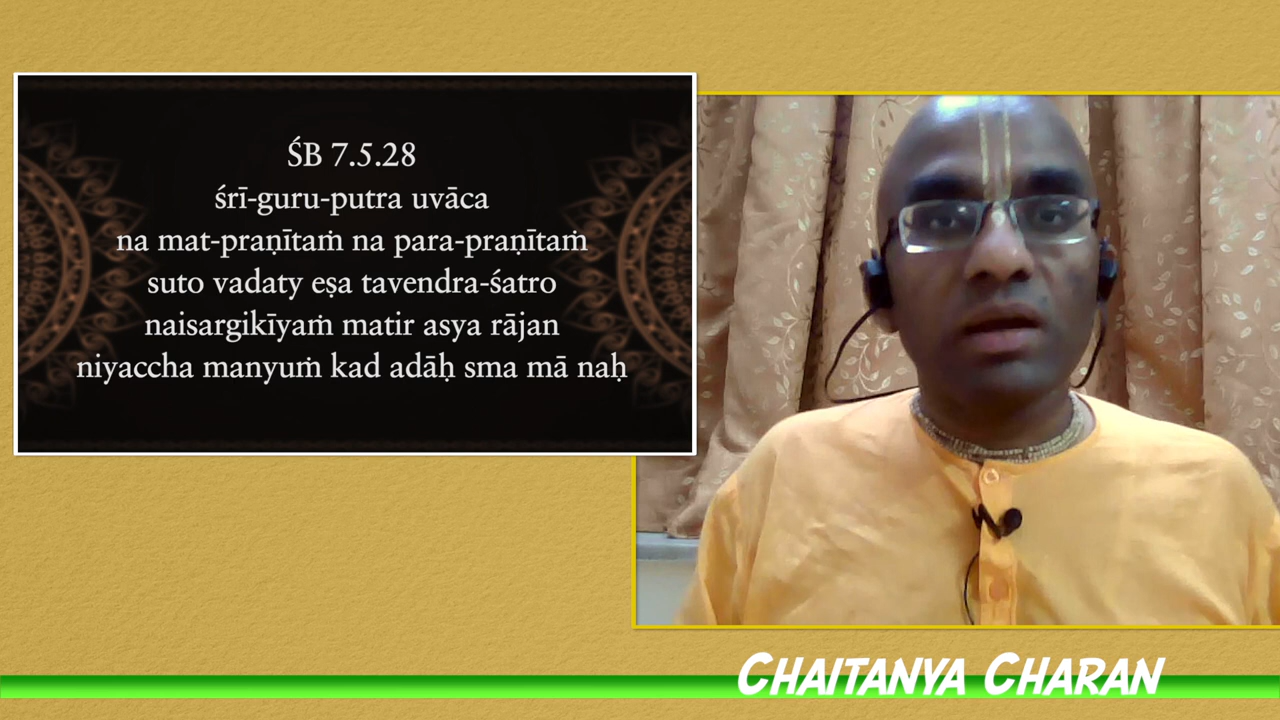 ŚB 7.5.28
śrī-guru-putra uvāca
na mat-praṇītaṁ na para-praṇītaṁ
suto vadaty eṣa tavendra-śatro
naisargikīyaṁ matir asya rājan
niyaccha manyuṁ kad adāḥ sma mā naḥ
Chaitanya Charan